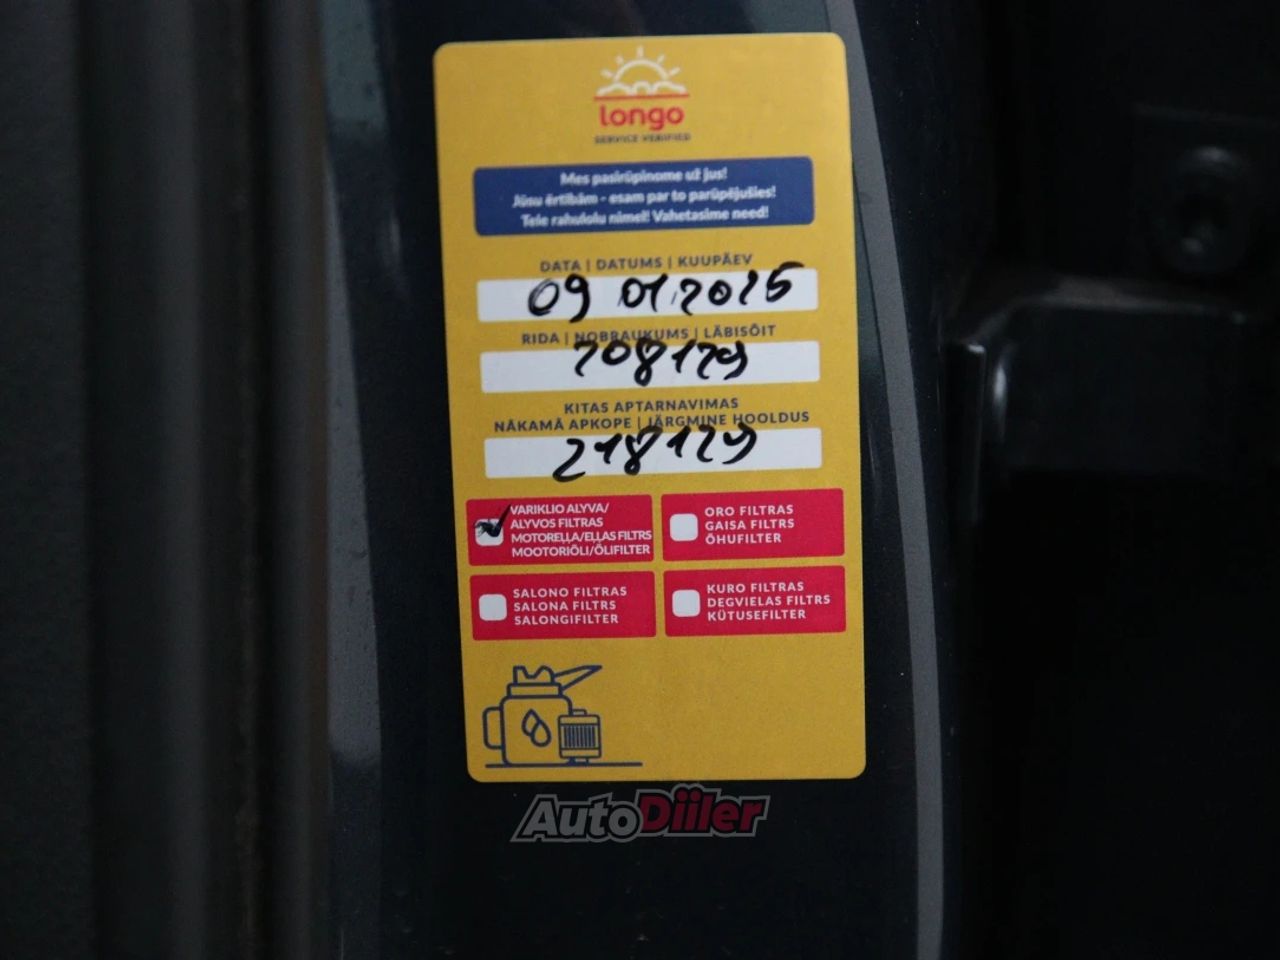 longo
SERVICE VERIFIED
Mes pasirūpinome už jus!
Jūsu ērtībām - esam par to parūpējušies!
Teie rahulolu nimel! Vahetasime need!
DATA | DATUMS | KUUPÄEV
09 01.2025
RIDA | NOBRAUKUMS | LÄBISÕIT
208129
KITAS APTARNAVIMAS
NĀKAMĀ APKOPE | JÄRGMINE HOOLDUS
218129
VARIKLIO ALYVA/
ALYVOS FILTRAS
MOTOREĻĻA/EĻĻAS FILTRS
MOOTORIÕLI/ÕLIFILTER
ORO FILTRAS
GAISA FILTRS
ÕHUFILTER
SALONO FILTRAS
SALONA FILTRS
SALONGIFILTER
KURO FILTRAS
DEGVIELAS FILTRS
KÜTUSEFILTER
AutoDiiler